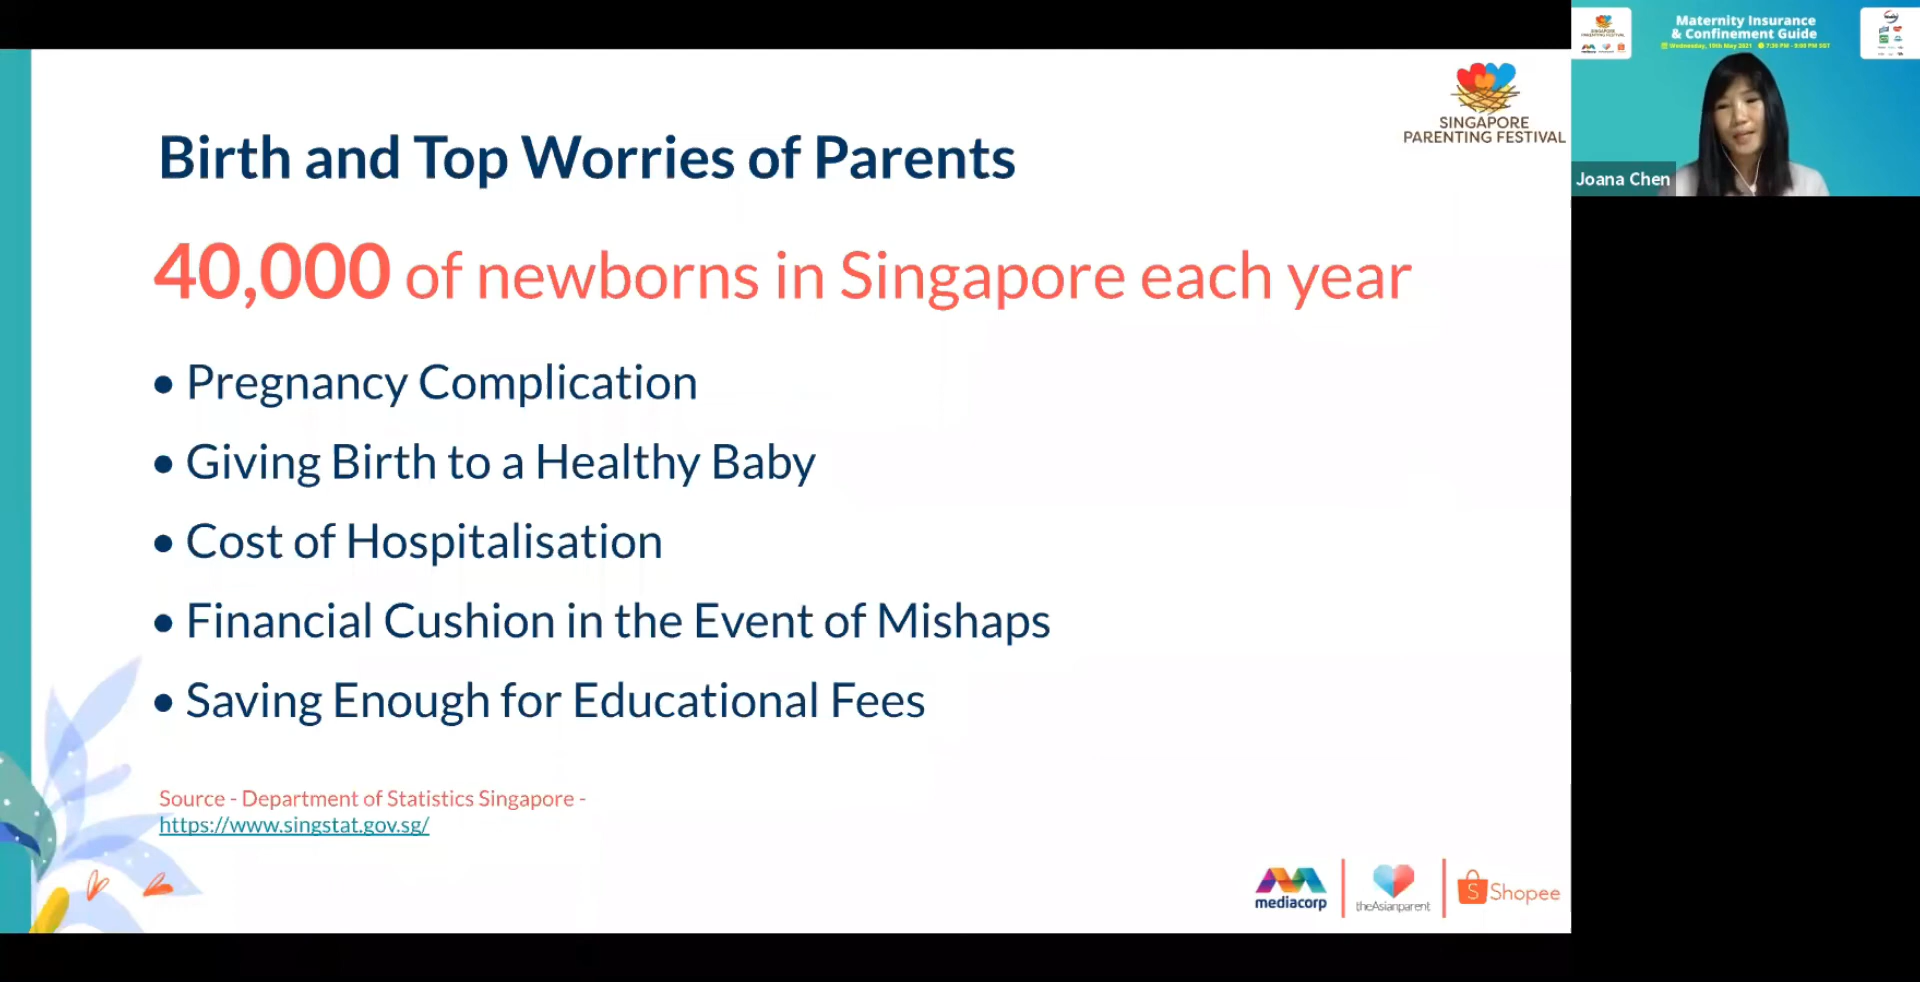 Birth and Top Worries of Parents
40,000 of newborns in Singapore each year
• Pregnancy Complication
• Giving Birth to a Healthy Baby
• Cost of Hospitalisation
• Financial Cushion in the Event of Mishaps
• Saving Enough for Educational Fees
Source - Department of Statistics Singapore -
https://www.singstat.gov.sg/
SINGAPORE
PARENTING FESTIVAL
mediacorp
theAsianparent
Shopee
Maternity Insurance
& Confinement Guide
Wednesday, 19th May 2021 7:30 PM - 9:00 PM SGT
SINGAPORE
PARENTING FESTIVAL
Joana Chen